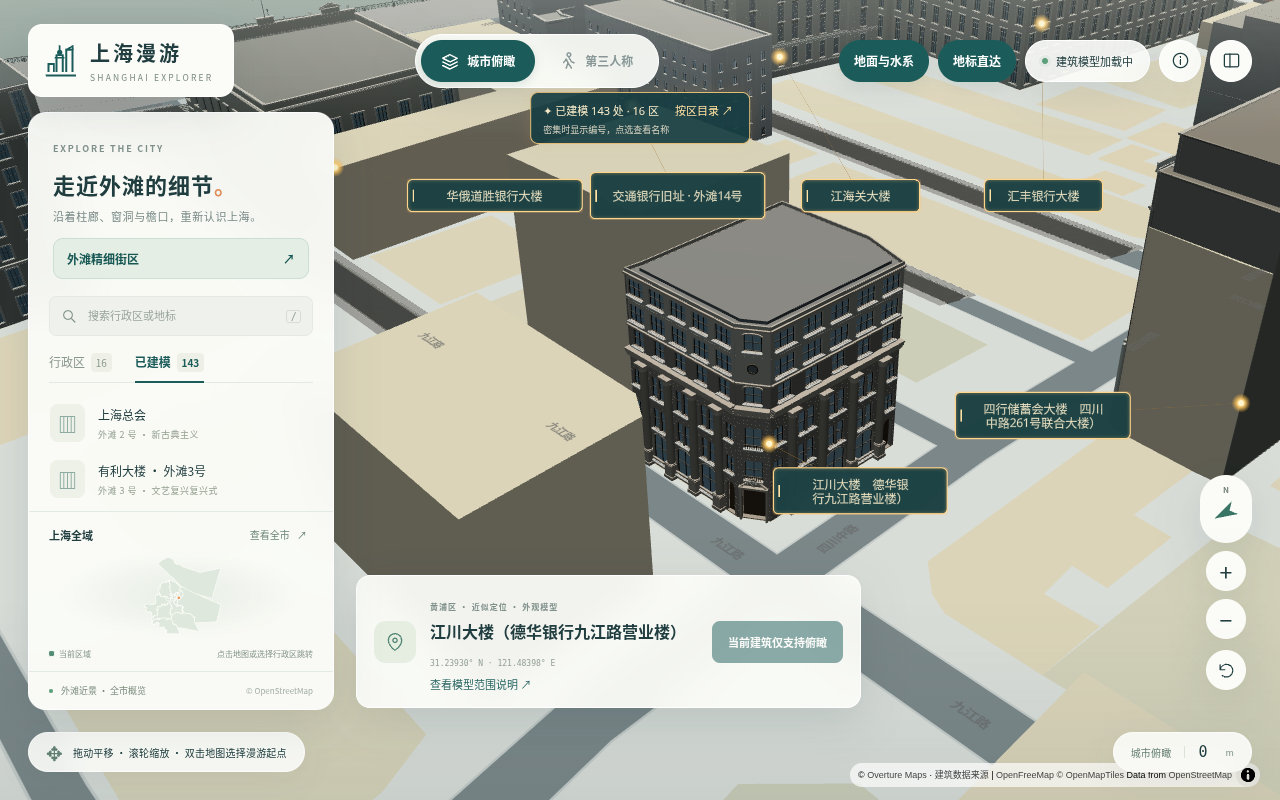 上海漫游
SHANGHAI EXPLORER
城市俯瞰
第三人称
地面与水系
地标直达
建筑模型加载中
✦ 已建模 143 处 · 16 区 按区目录 ↗
密集时显示编号，点选查看名称
华俄道胜银行大楼
交通银行旧址 · 外滩14号
江海关大楼
汇丰银行大楼
EXPLORE THE CITY
走近外滩的细节。
沿着柱廊、窗洞与檐口，重新认识上海。
外滩精细街区 ↗
搜索行政区或地标 /
行政区 16
已建模 143
上海总会
外滩 2 号 · 新古典主义
有利大楼 · 外滩3号
外滩 3 号 · 文艺复兴复兴式
上海全域
查看全市 ↗
当前区域
点击地图或选择行政区跳转
外滩近景 · 全市概览
© OpenStreetMap
拖动平移 · 滚轮缩放 · 双击地图选择漫游起点
九江路
九江路
四行储蓄会大楼 四川
中路261号联合大楼）
江川大楼 德华银
行九江路营业楼）
九江路
四川中路
九江路
黄浦区 · 近似定位 · 外观模型
江川大楼（德华银行九江路营业楼）
31.23930° N · 121.48398° E
查看模型范围说明 ↗
当前建筑仅支持俯瞰
N
+
−
城市俯瞰 0 m
© Overture Maps · 建筑数据来源 | OpenFreeMap © OpenMapTiles Data from OpenStreetMap